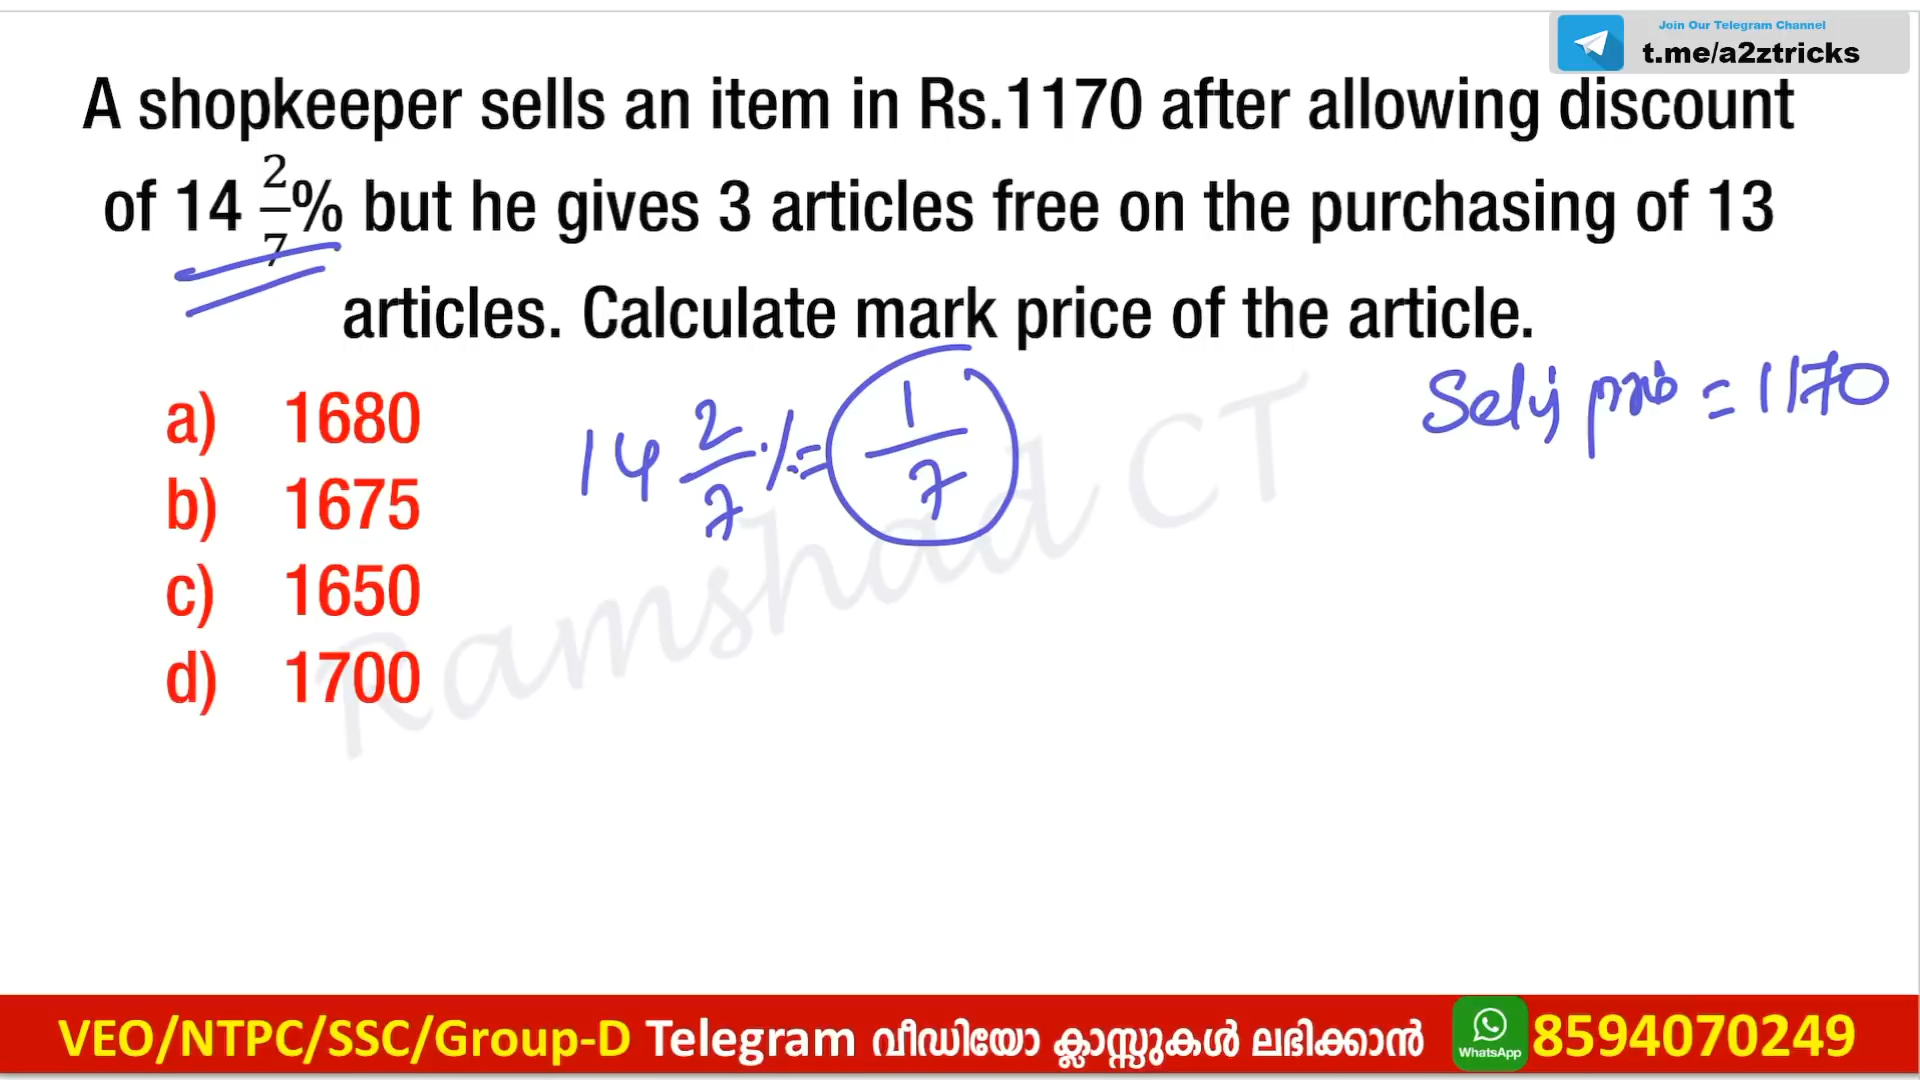 Join Our Telegram Channel
t.me/a2ztricks
A shopkeeper sells an item in Rs.1170 after allowing discount
of 14 2/7% but he gives 3 articles free on the purchasing of 13
articles. Calculate mark price of the article.
a) 1680
b) 1675
c) 1650
d) 1700
14 2/7 %= 1/7
= 1170
Ramshad CT
VEO/NTPC/SSC/Group-D Telegram വീഡിയോ ക്ലാസ്സുകൾ ലഭിക്കാൻ WhatsApp 8594070249